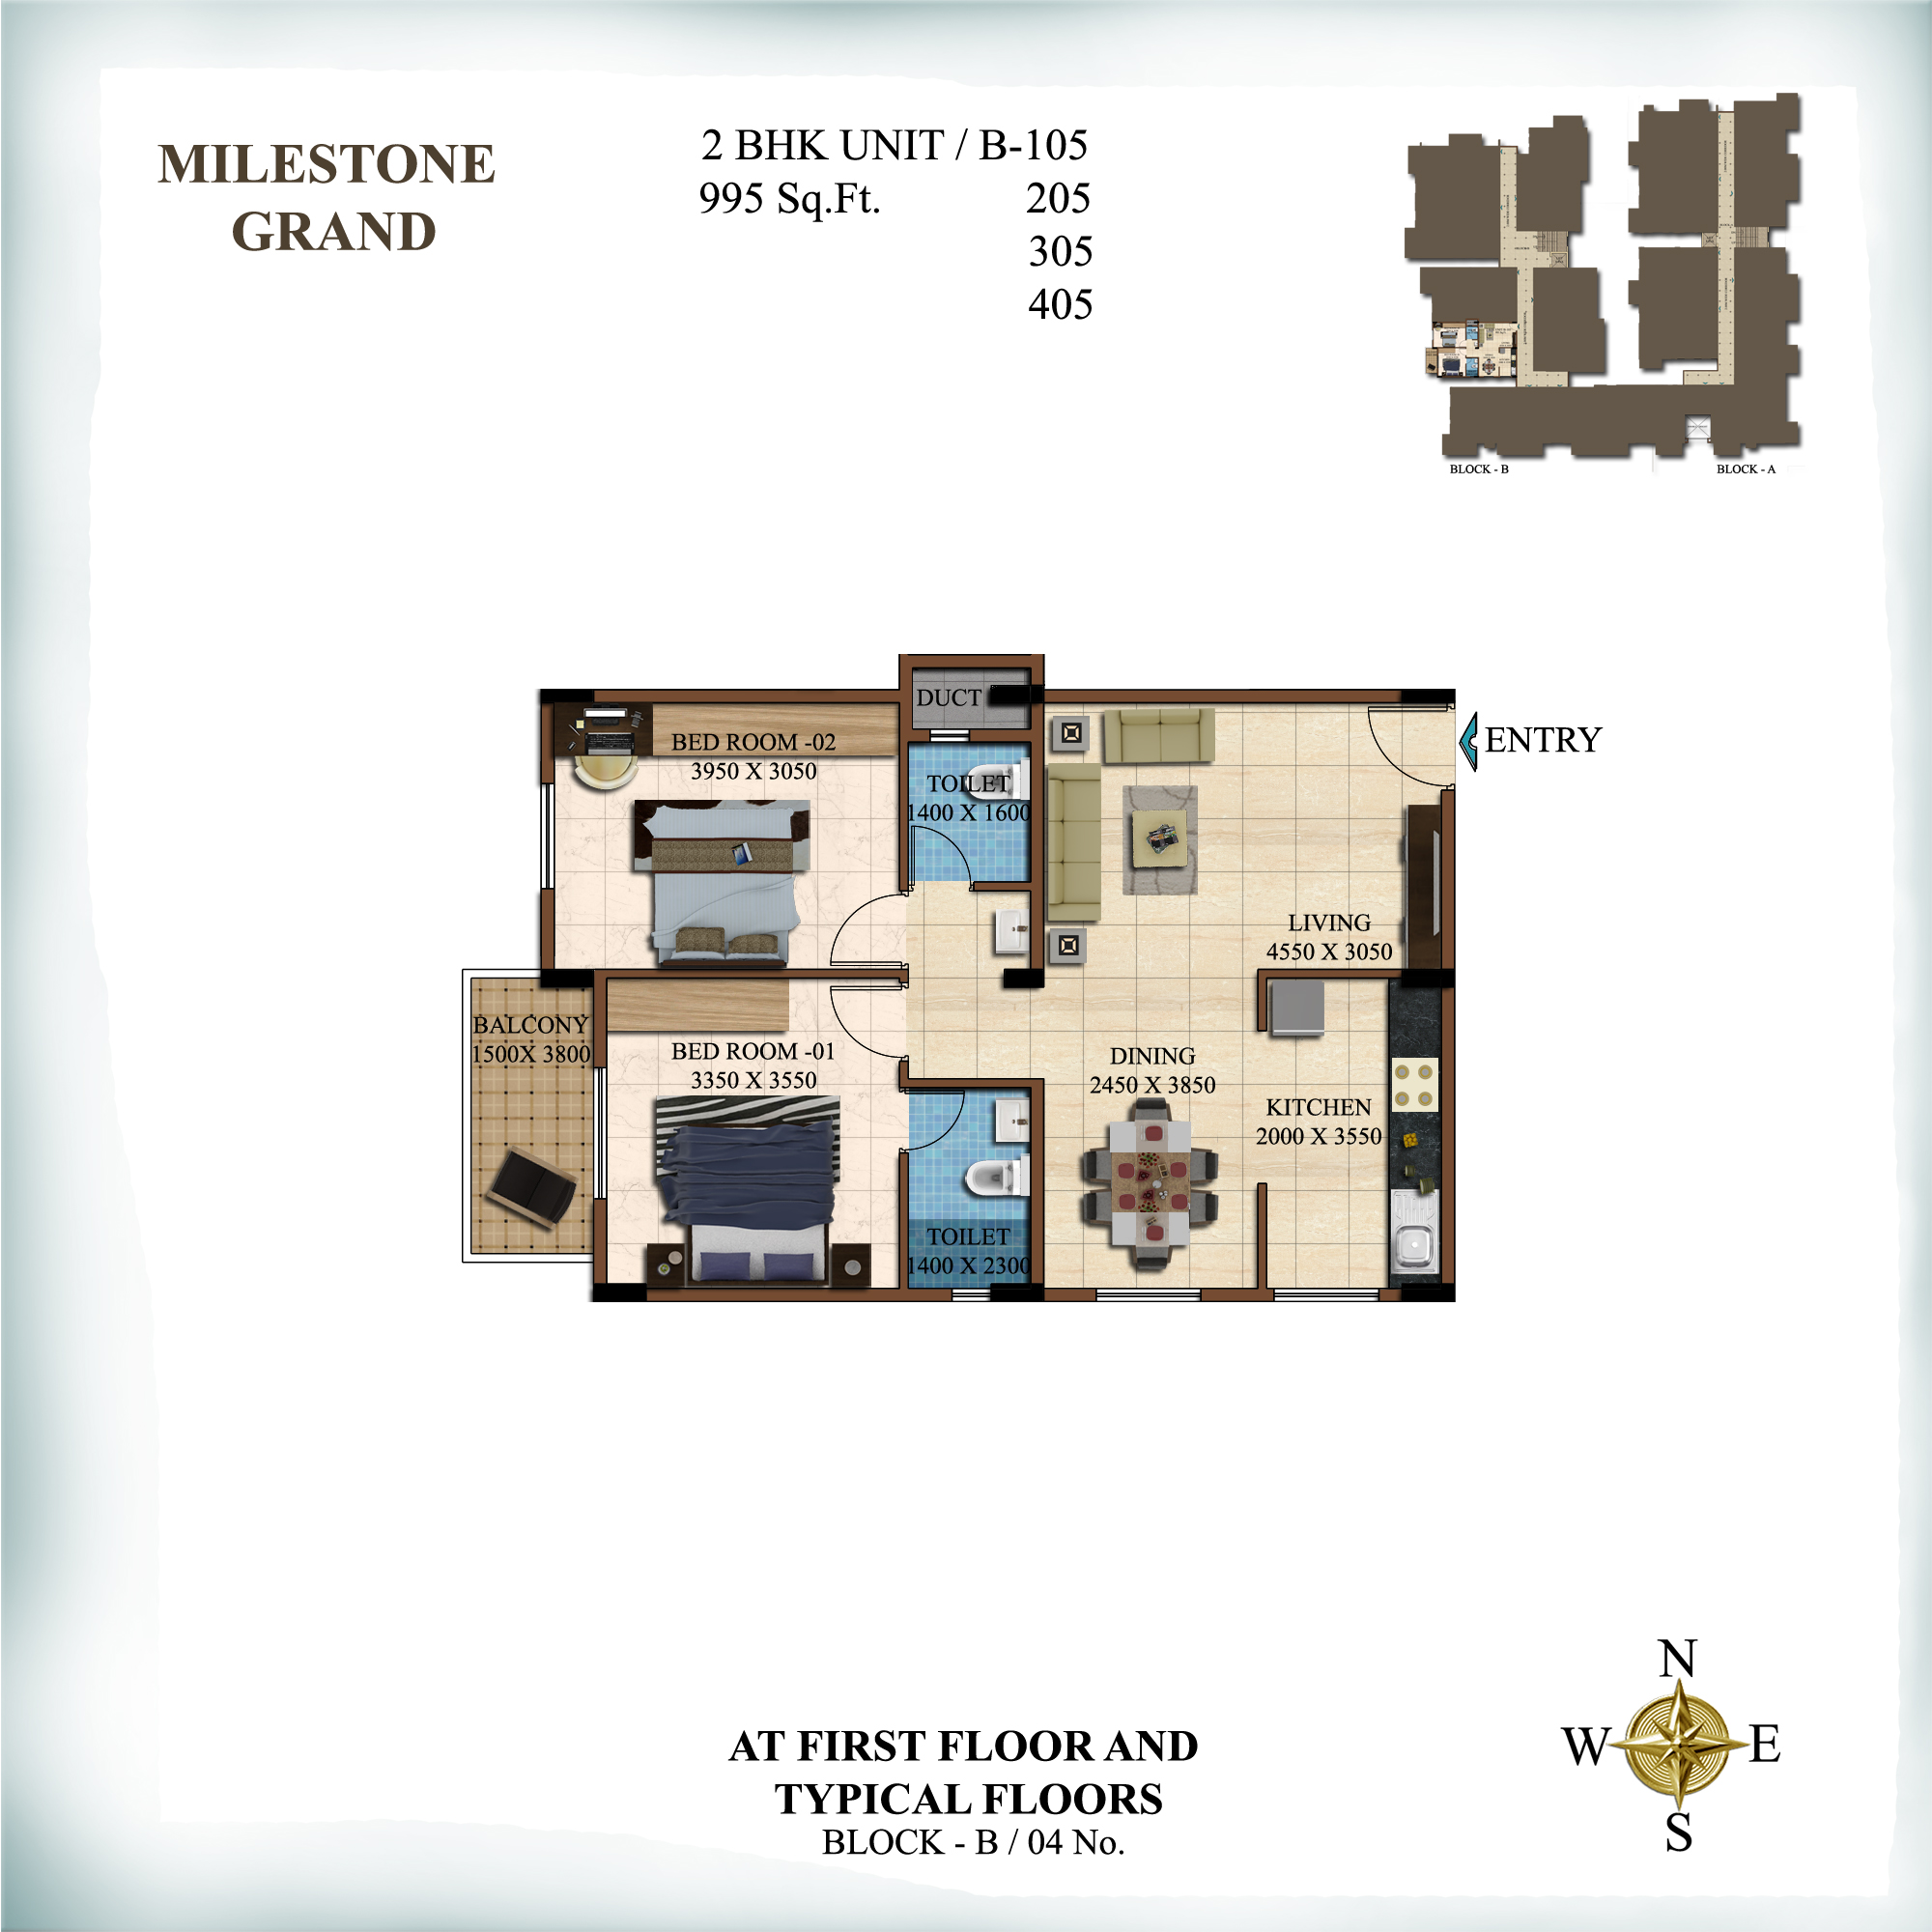 MILESTONE
GRAND
2 BHK UNIT / B-105
995 Sq.Ft. 205
305
405
BLOCK - B
BLOCK - A
DUCT
ENTRY
BED ROOM -02
3950 X 3050
TOILET
1400 X 1600
LIVING
4550 X 3050
BALCONY
1500X 3800
BED ROOM -01
3350 X 3550
DINING
2450 X 3850
KITCHEN
2000 X 3550
TOILET
1400 X 2300
AT FIRST FLOOR AND
TYPICAL FLOORS
BLOCK - B / 04 No.
N
W E
S